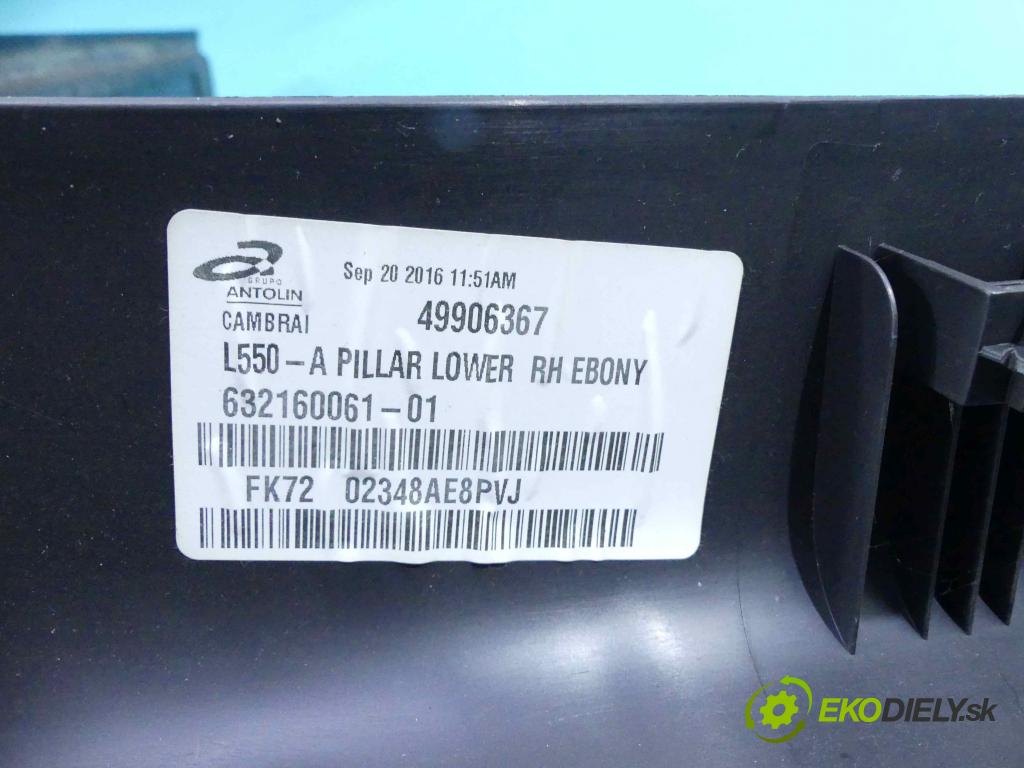 GRUPO
ANTOLIN
CAMBRAI
Sep 20 2016 11:51AM
49906367
L550-A PILLAR LOWER RH EBONY
632160061-01
FK72 02348AE8PVJ
EKODIELY.sk